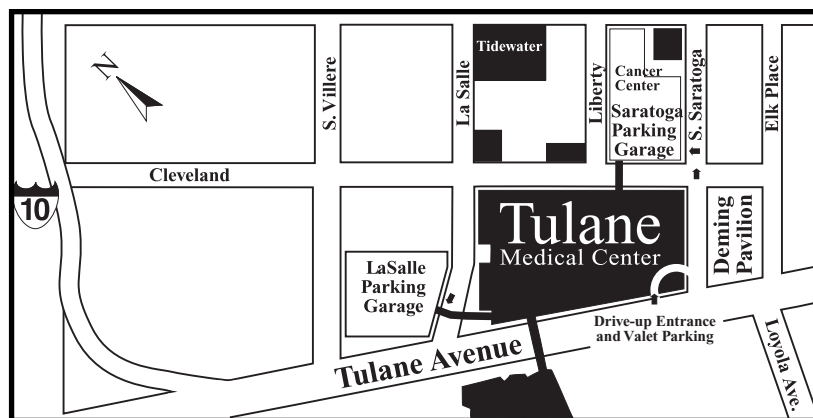 N
S. Villere
La Salle
Tidewater
Liberty
Cancer
Center
Saratoga
Parking
Garage
S. Saratoga
Elk Place
Cleveland
10
Tulane
Medical Center
Deming
Pavilion
LaSalle
Parking
Garage
Drive-up Entrance
and Valet Parking
Tulane Avenue
Loyola Ave.